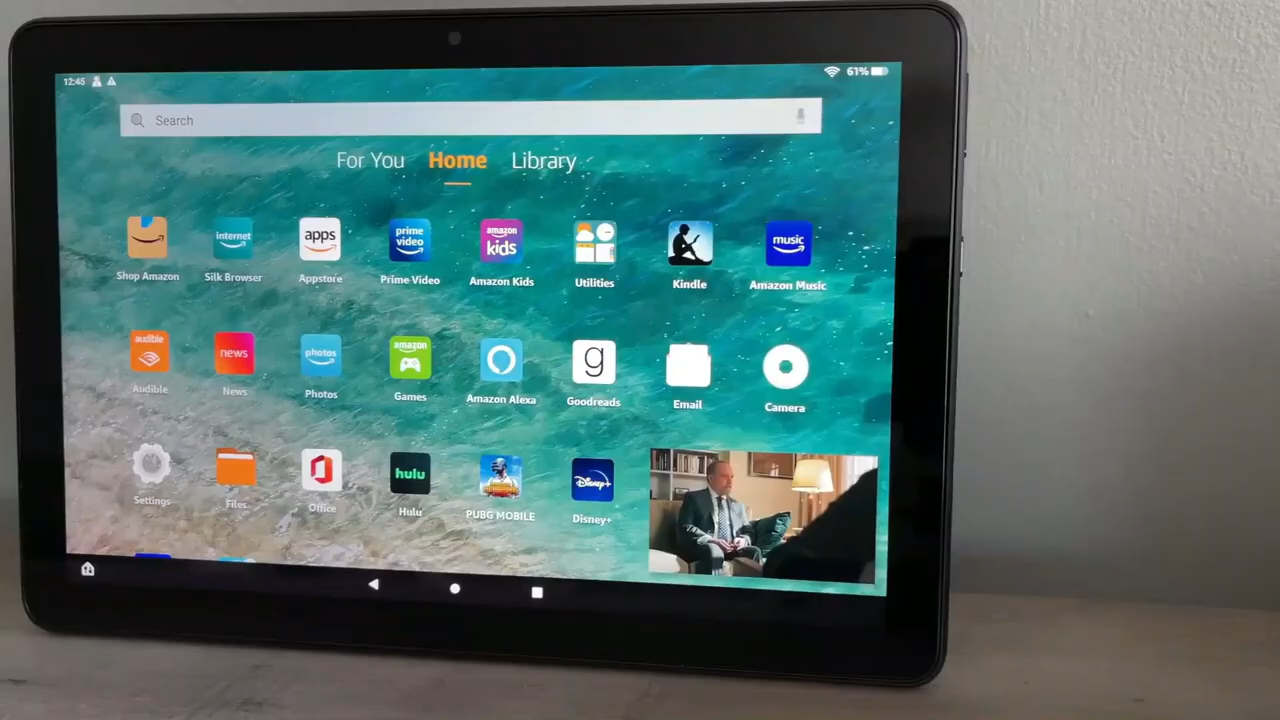 12:45
61%
Search
For You Home Library
internet
apps
prime video
amazon kids
music
Shop Amazon Silk Browser Appstore Prime Video Amazon Kids Utilities Kindle Amazon Music
audible
news
photos
amazon
g
Audible News Photos Games Amazon Alexa Goodreads Email Camera
hulu
Disney+
Settings Files Office Hulu PUBG MOBILE Disney+